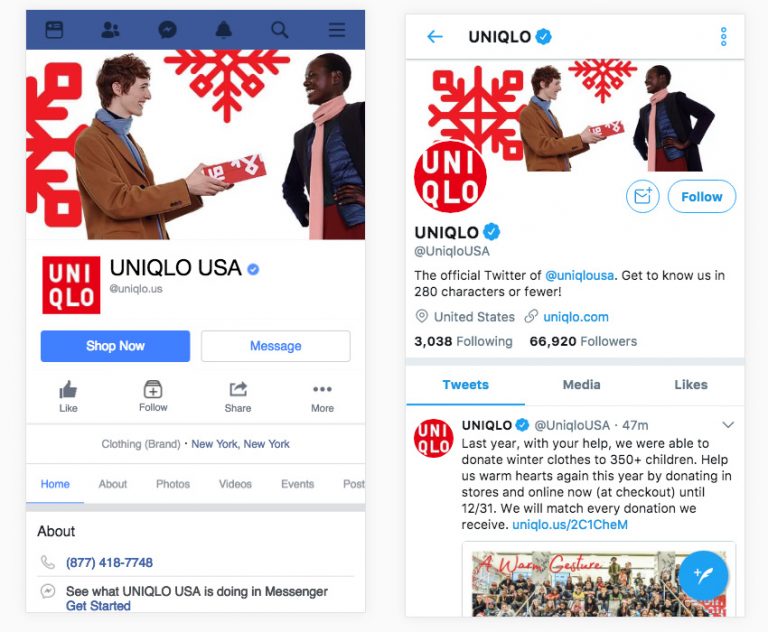 UNI
QLO
UNIQLO USA
@uniqlo.us
Shop Now
Message
Like
Follow
Share
More
Clothing (Brand) · New York, New York
Home
About
Photos
Videos
Events
Post
About
(877) 418-7748
See what UNIQLO USA is doing in Messenger
Get Started
UNIQLO
UNI
QLO
Follow
UNIQLO
@UniqloUSA
The official Twitter of @uniqlousa. Get to know us in
280 characters or fewer!
United States uniqlo.com
3,038 Following 66,920 Followers
Tweets
Media
Likes
UNI
QLO
UNIQLO @UniqloUSA · 47m
Last year, with your help, we were able to
donate winter clothes to 350+ children. Help
us warm hearts again this year by donating in
stores and online now (at checkout) until
12/31. We will match every donation we
receive. uniqlo.us/2C1CheM
A Warm Gesture